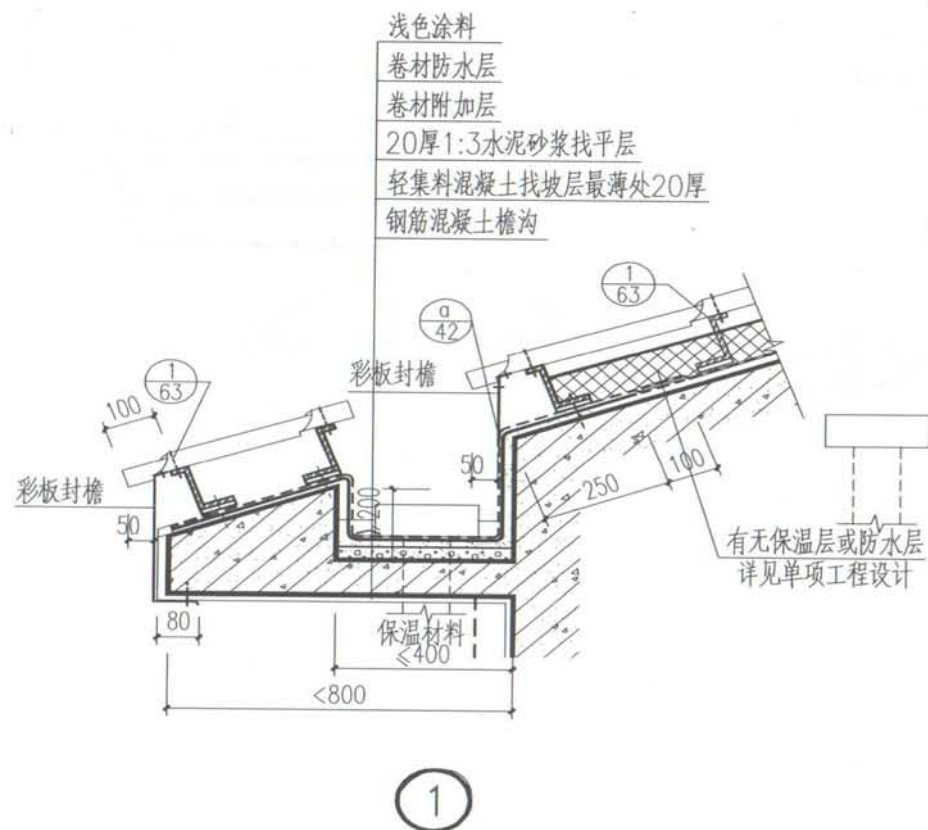 浅色涂料
卷材防水层
卷材附加层
20厚1:3水泥砂浆找平层
轻集料混凝土找坡层最薄处20厚
钢筋混凝土檐沟
1
63
a
42
彩板封檐
1
63
100
彩板封檐
50
50
200
250
100
有无保温层或防水层
详见单项工程设计
80
保温材料
≤400
<800
1